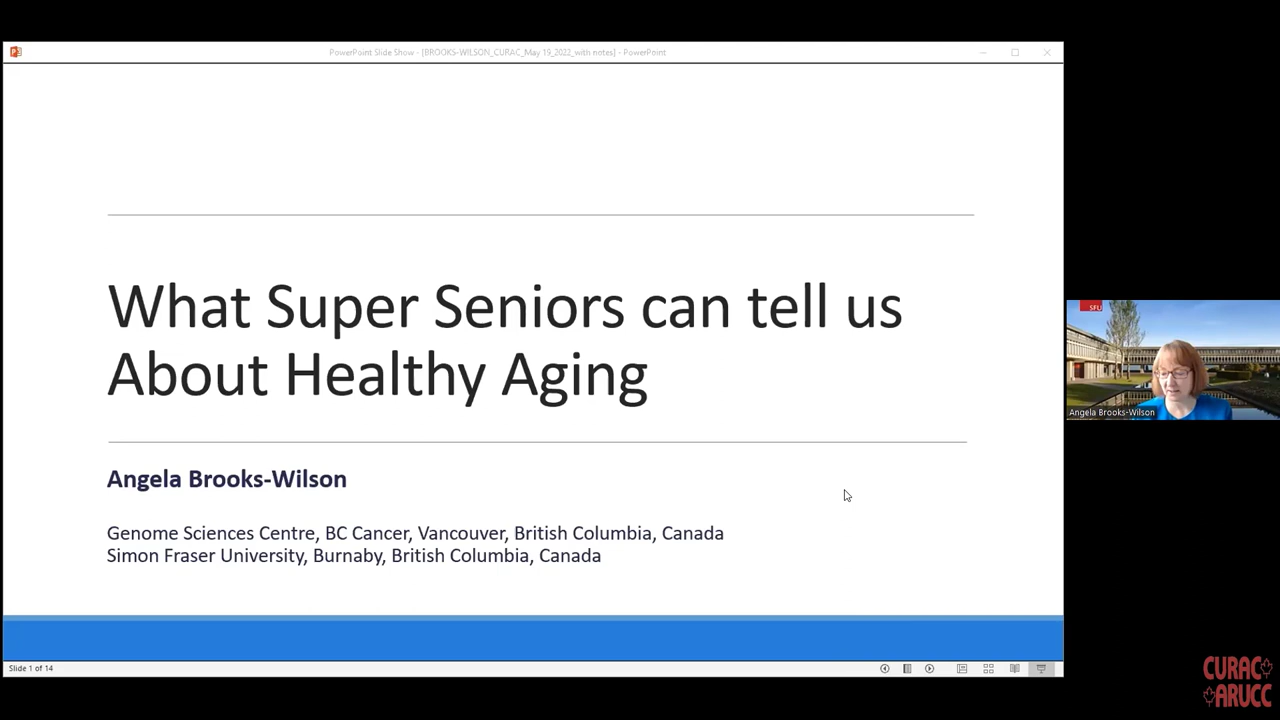 PowerPoint Slide Show - [BROOKS-WILSON_CURAC_May 19_2022_with notes] - PowerPoint
What Super Seniors can tell us
About Healthy Aging
Angela Brooks-Wilson
Genome Sciences Centre, BC Cancer, Vancouver, British Columbia, Canada
Simon Fraser University, Burnaby, British Columbia, Canada
Slide 1 of 14
SFU
Angela Brooks-Wilson
CURAC
ARUCC